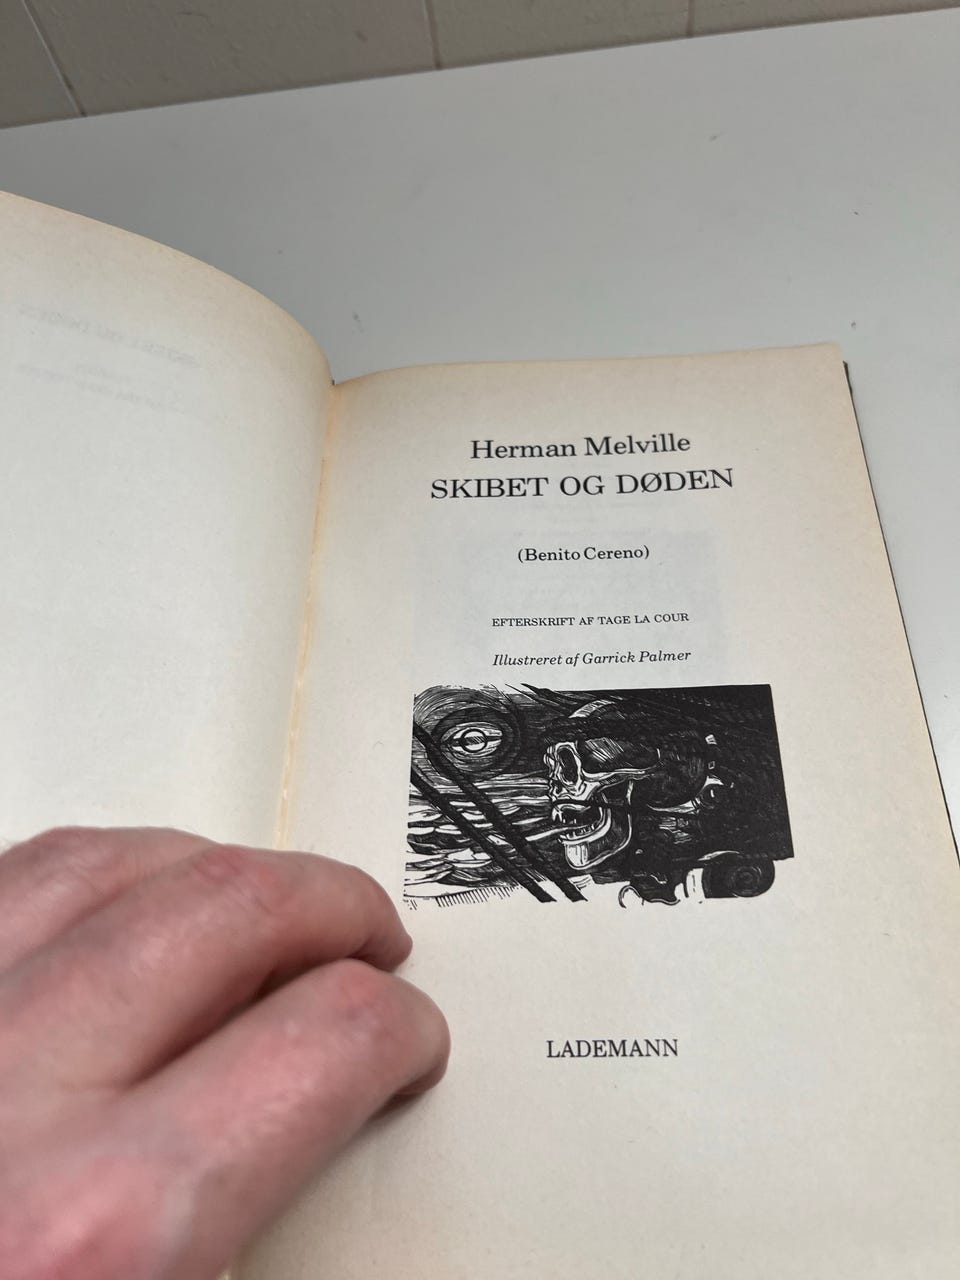 Herman Melville
SKIBET OG DØDEN
(Benito Cereno)
EFTERSKRIFT AF TAGE LA COUR
Illustreret af Garrick Palmer
LADEMANN